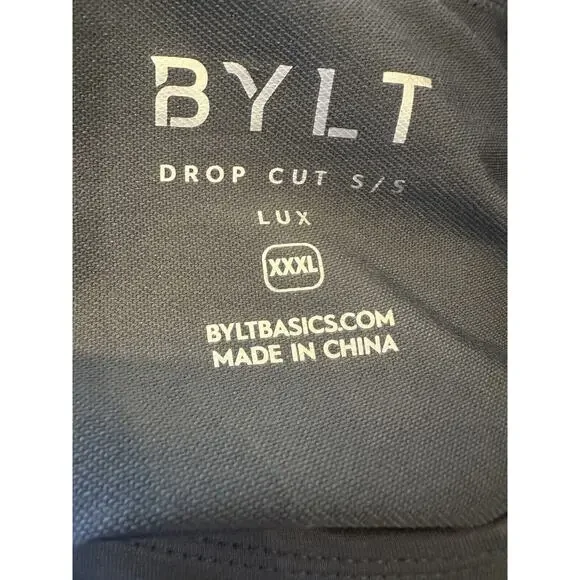 BYLT
DROP CUT S/S
LUX
XXXL
BYLTBASICS.COM
MADE IN CHINA